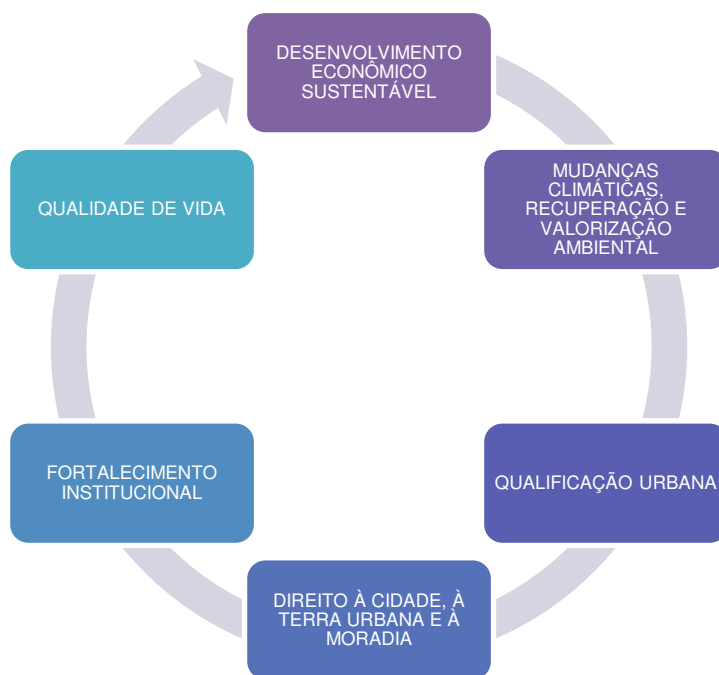 DESENVOLVIMENTO
ECONÔMICO
SUSTENTÁVEL
MUDANÇAS
CLIMÁTICAS,
RECUPERAÇÃO E
VALORIZAÇÃO
AMBIENTAL
QUALIFICAÇÃO URBANA
DIREITO À CIDADE, À
TERRA URBANA E À
MORADIA
FORTALECIMENTO
INSTITUCIONAL
QUALIDADE DE VIDA